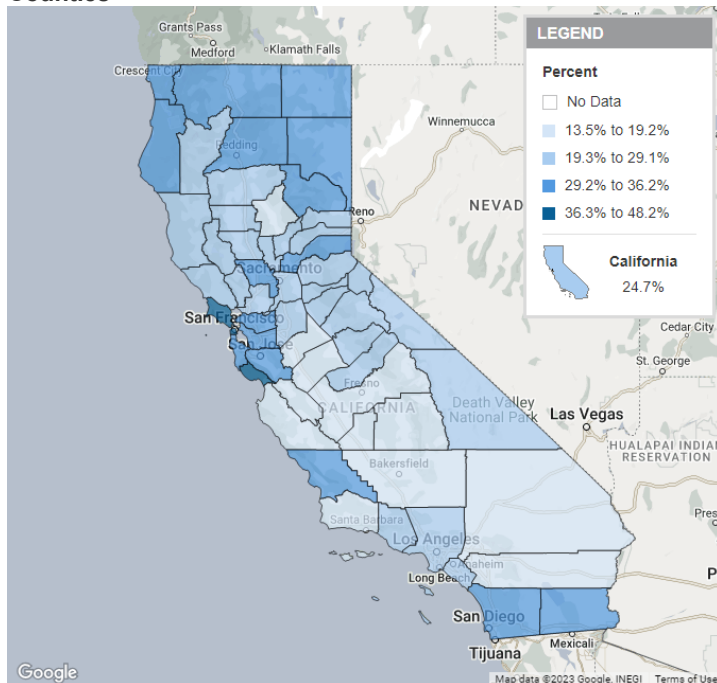 Counties
Grants Pass
Medford
Klamath Falls
Crescent City
Redding
Winnemucca
Reno
NEVAD
Sacramento
San Francisco
San Jose
Fresno
CALIFORNIA
Death Valley
National Park
Las Vegas
Cedar City
St. George
HUALAPAI INDIAN
RESERVATION
Bakersfield
Santa Barbara
Los Angeles
Anaheim
Long Beach
San Diego
Tijuana
Mexicali
Pres
P
LEGEND
Percent
No Data
13.5% to 19.2%
19.3% to 29.1%
29.2% to 36.2%
36.3% to 48.2%
California
24.7%
Google
Map data ©2023 Google, INEGI
Terms of Use